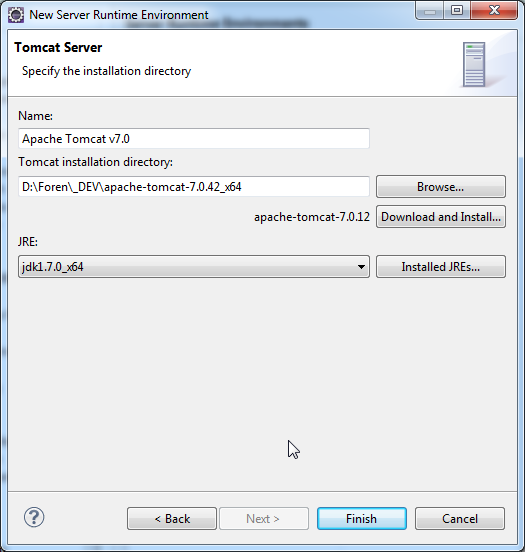 New Server Runtime Environment
Tomcat Server
Specify the installation directory
Name:
Apache Tomcat v7.0
Tomcat installation directory:
D:\Foren\_DEV\apache-tomcat-7.0.42_x64
Browse...
apache-tomcat-7.0.12 Download and Install...
JRE:
jdk1.7.0_x64
Installed JREs...
?
< Back Next > Finish Cancel